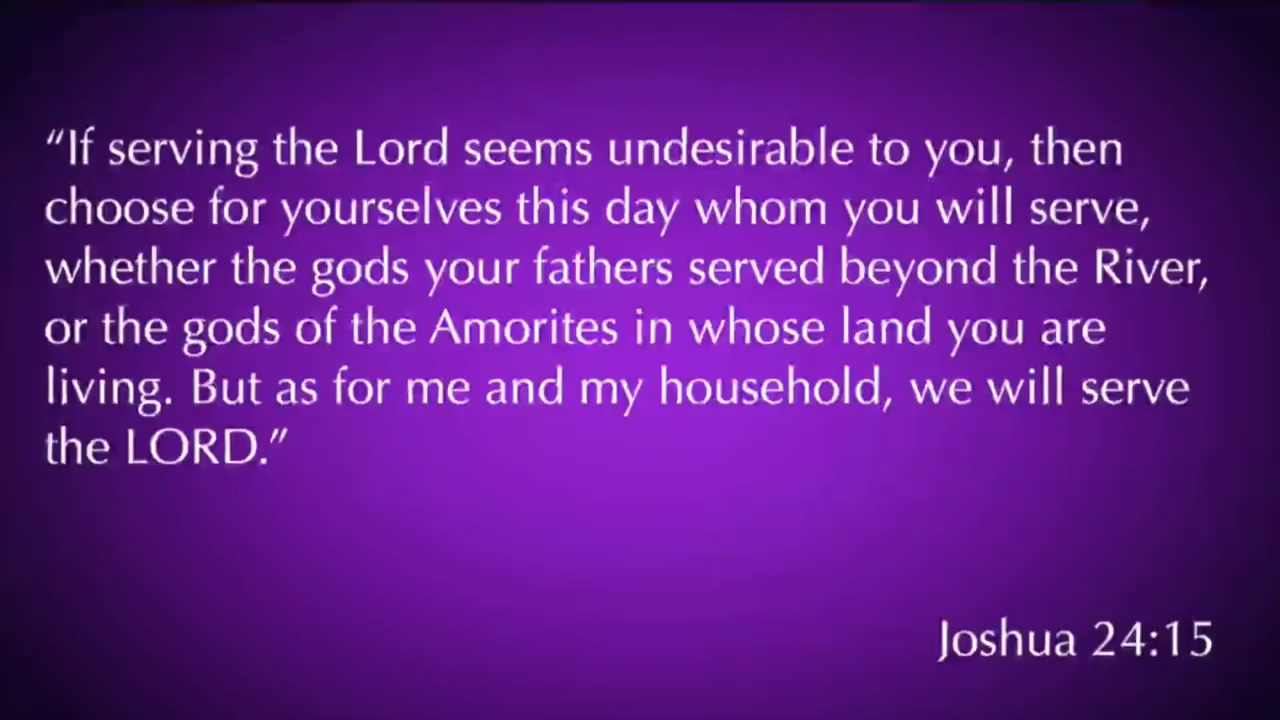 “If serving the Lord seems undesirable to you, then
choose for yourselves this day whom you will serve,
whether the gods your fathers served beyond the River,
or the gods of the Amorites in whose land you are
living. But as for me and my household, we will serve
the LORD.”
Joshua 24:15